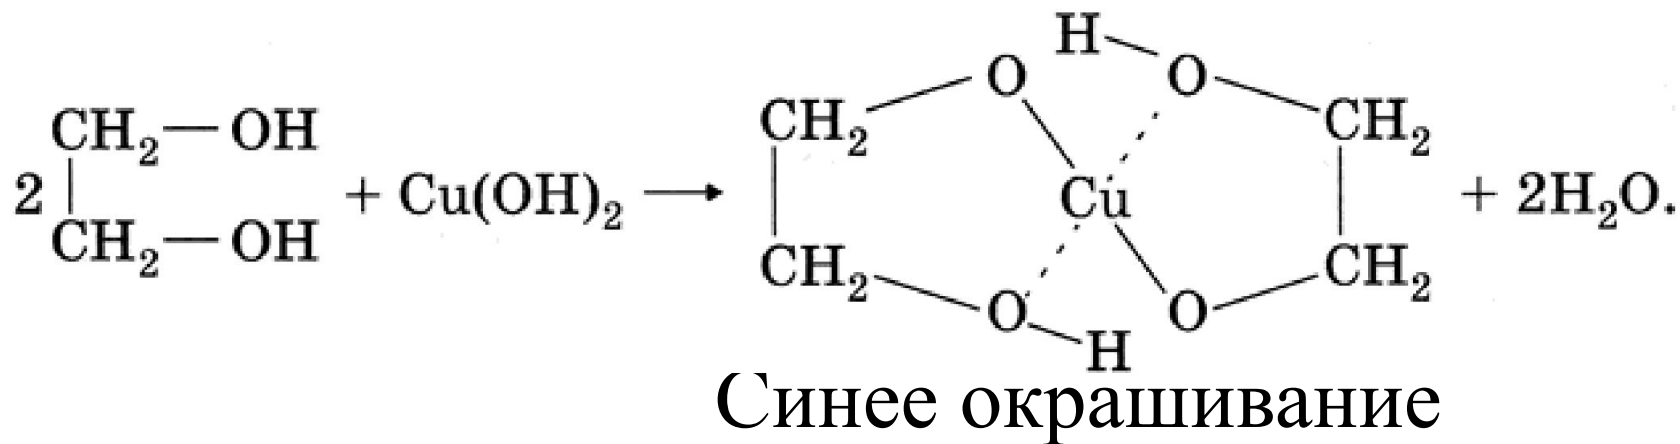 2 CH₂—OH CH₂—OH + Cu(OH)₂ ⟶ CH₂ CH₂ O O H Cu H O O CH₂ CH₂ + 2H₂O.
Синее окрашивание